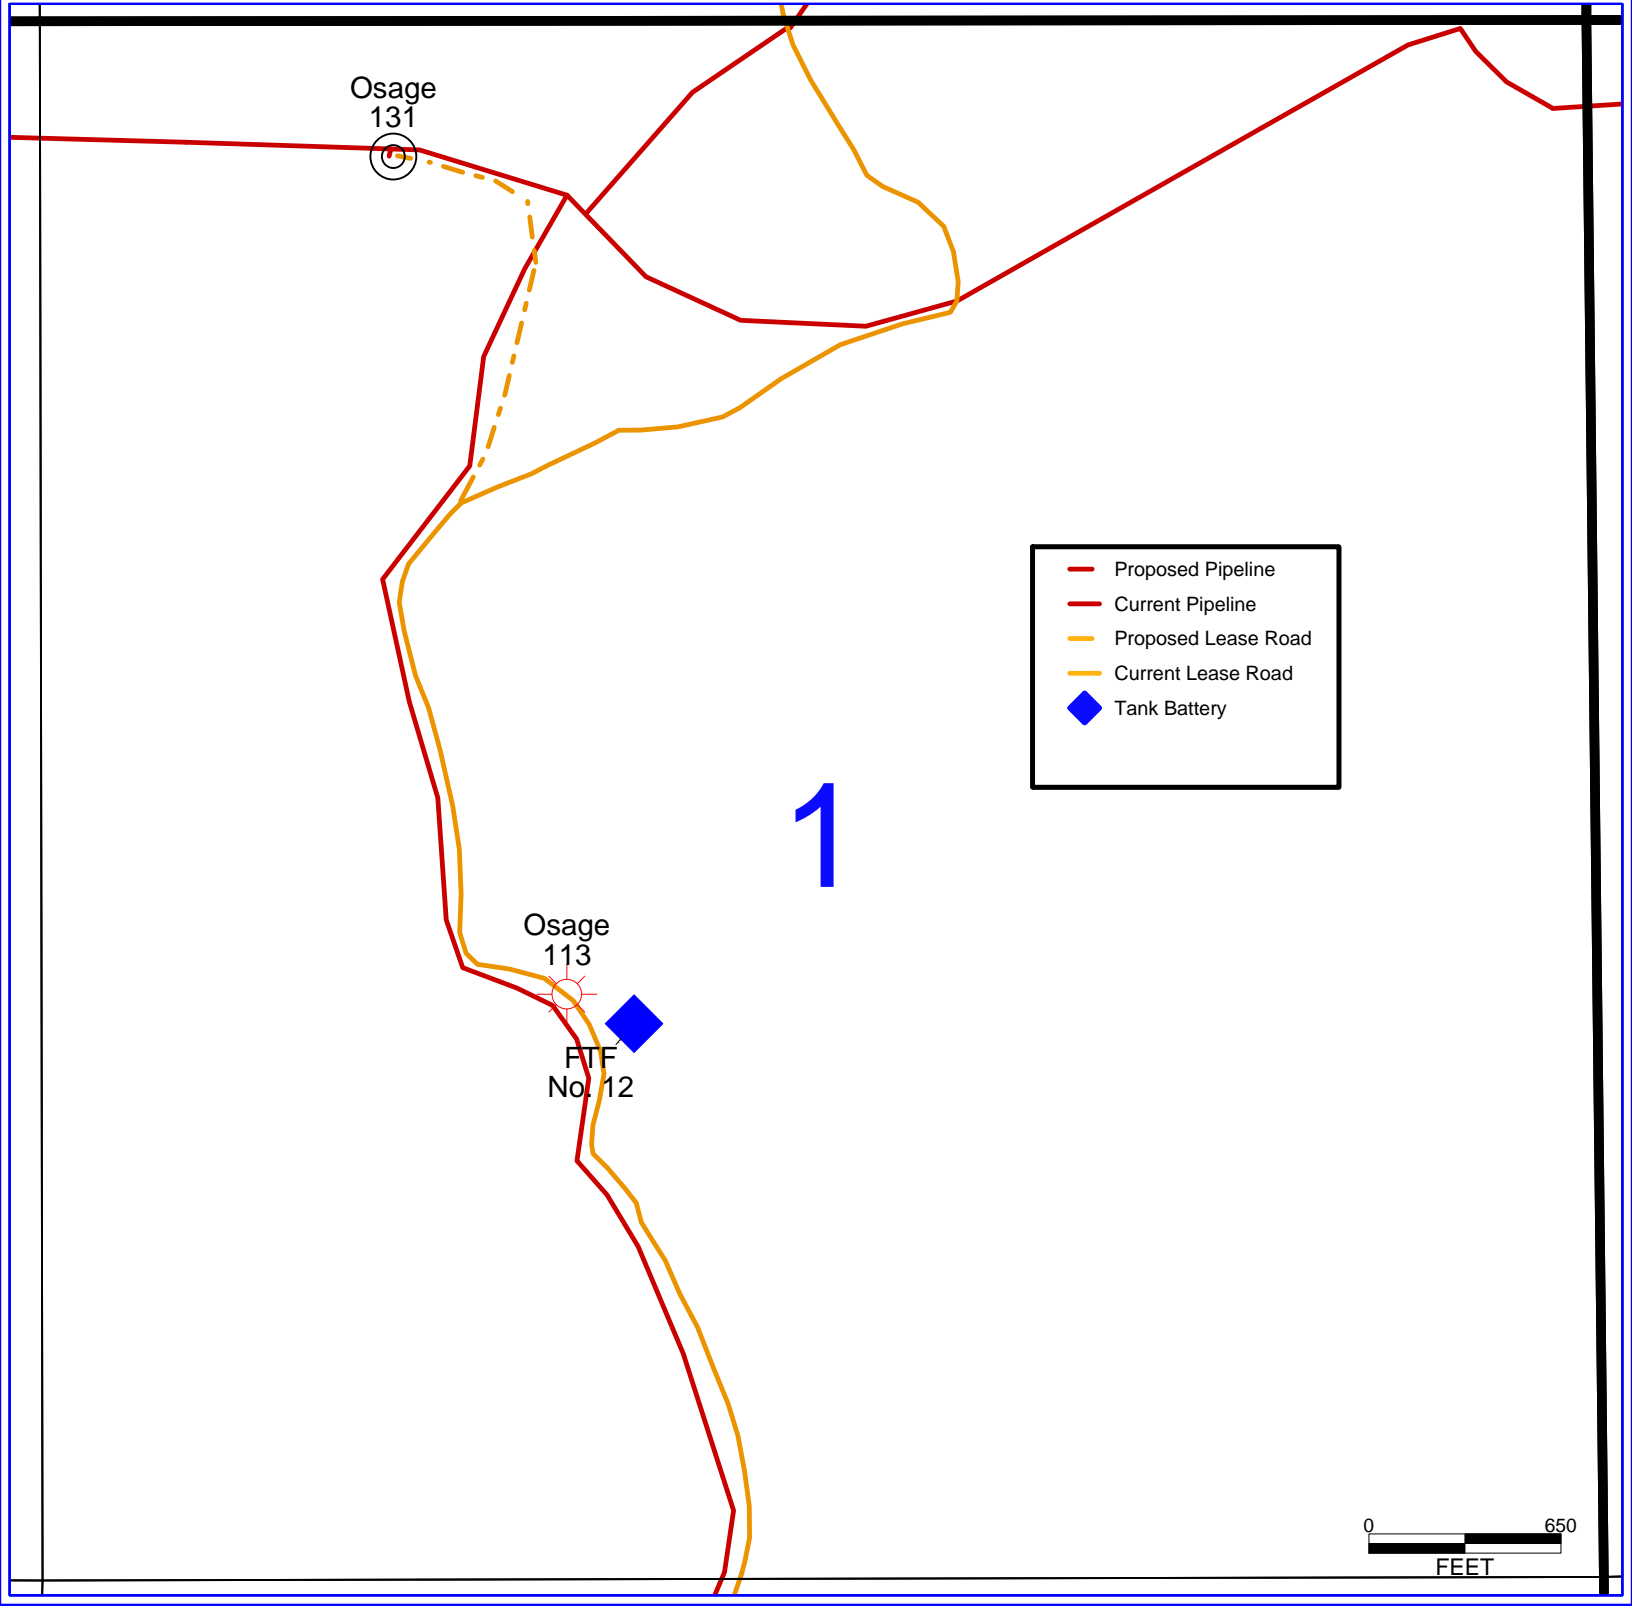 Osage
131
Proposed Pipeline
Current Pipeline
Proposed Lease Road
Current Lease Road
Tank Battery
1
Osage
113
FTF
No. 12
0 650
FEET